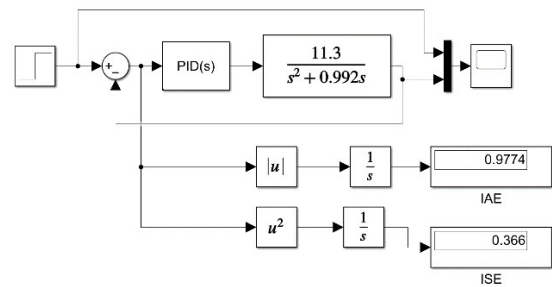 +
−
PID(s)
11.3
s² + 0.992s
|u|
1
s
0.9774
IAE
u²
1
s
0.366
ISE